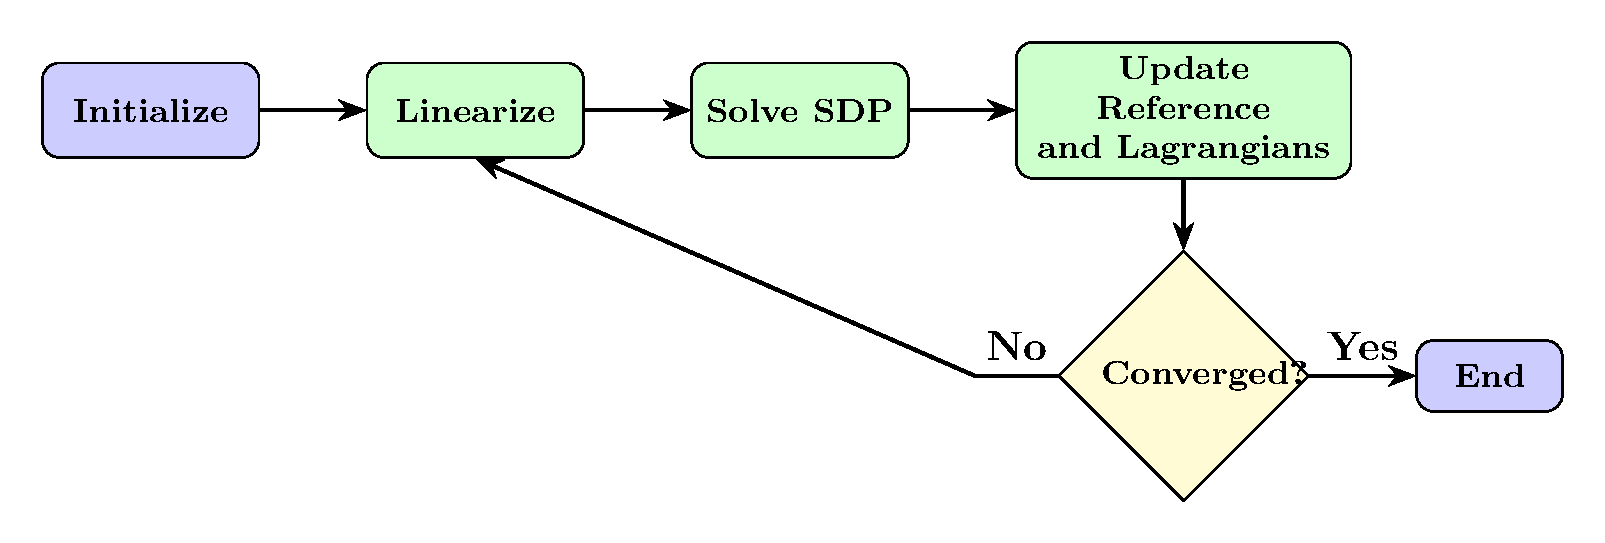 Initialize
Linearize
Solve SDP
Update
Reference
and Lagrangians
No
Converged?
Yes
End